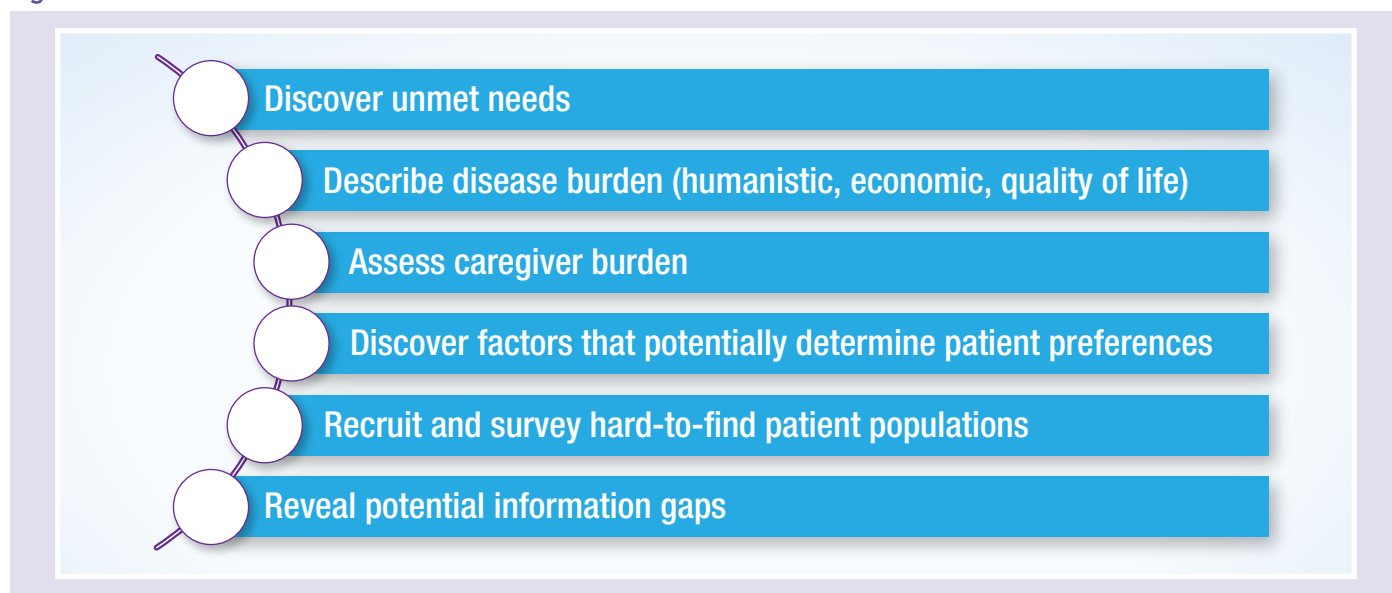 Discover unmet needs
Describe disease burden (humanistic, economic, quality of life)
Assess caregiver burden
Discover factors that potentially determine patient preferences
Recruit and survey hard-to-find patient populations
Reveal potential information gaps